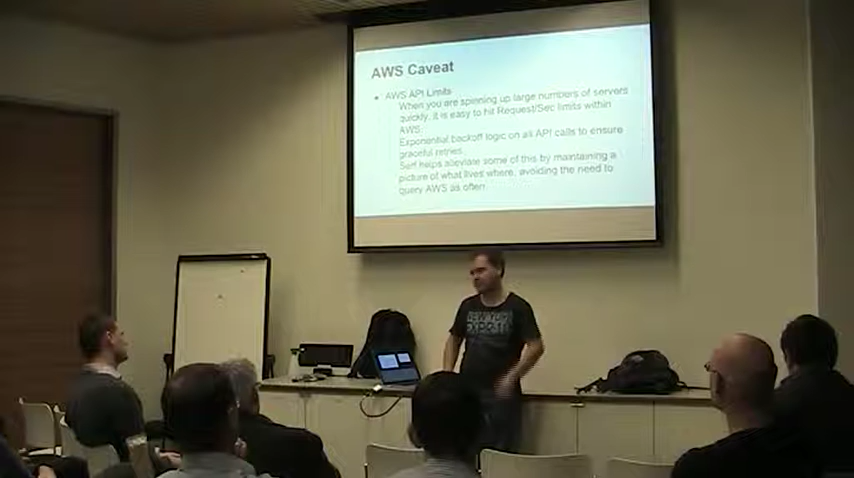 AWS Caveat
AWS API Limits
When you are spinning up large numbers of servers
quickly, it is easy to hit Request/Sec limits within
AWS.
Exponential backoff logic on all API calls to ensure
graceful retries.
Serf helps alleviate some of this by maintaining a
picture of what lives where, avoiding the need to
query AWS as often.
NEW YORK